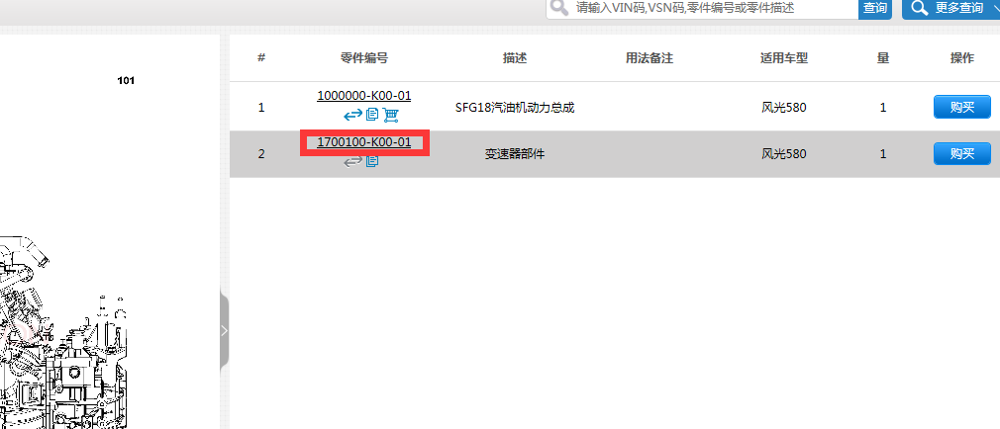 请输入VIN码,VSN码,零件编号或零件描述 查询 更多查询
101
# 零件编号 描述 用法备注 适用车型 量 操作
1000000-K00-01
1 SFG18汽油机动力总成 风光580 1 购买
1700100-K00-01
2 变速器部件 风光580 1 购买